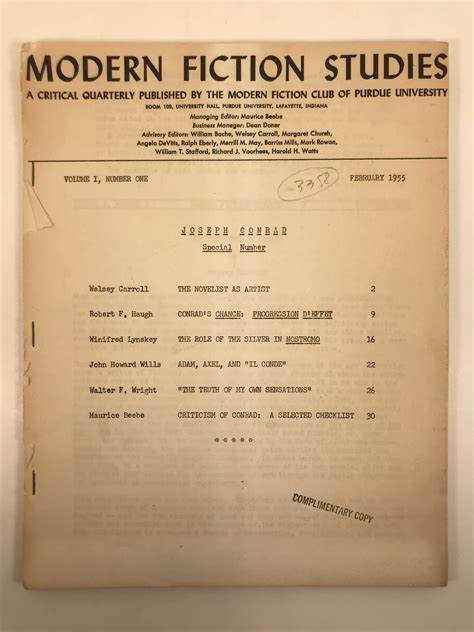 MODERN FICTION STUDIES
A CRITICAL QUARTERLY PUBLISHED BY THE MODERN FICTION CLUB OF PURDUE UNIVERSITY
ROOM 108, UNIVERSITY HALL, PURDUE UNIVERSITY, LAFAYETTE, INDIANA
Managing Editor: Maurice Beebe
Business Manager: Dean Doner
Advisory Editors: William Bache, Welsey Carroll, Margaret Church,
Angelo DeVitis, Ralph Eberly, Merrill M. May, Barriss Mills, Mark Rowan,
William T. Stafford, Richard J. Voorhees, Harold H. Watts
VOLUME I, NUMBER ONE 3358 FEBRUARY 1955
JOSEPH CONRAD
Special Number
Welsey Carroll THE NOVELIST AS ARTIST 2
Robert F. Haugh CONRAD'S CHANCE: PROGRESSION D'EFFET 9
Winifred Lynskey THE ROLE OF THE SILVER IN NOSTROMO 16
John Howard Wills ADAM, AXEL, AND "IL CONDE" 22
Walter F. Wright "THE TRUTH OF MY OWN SENSATIONS" 26
Maurice Beebe CRITICISM OF CONRAD: A SELECTED CHECKLIST 30
* * * * *
COMPLIMENTARY COPY